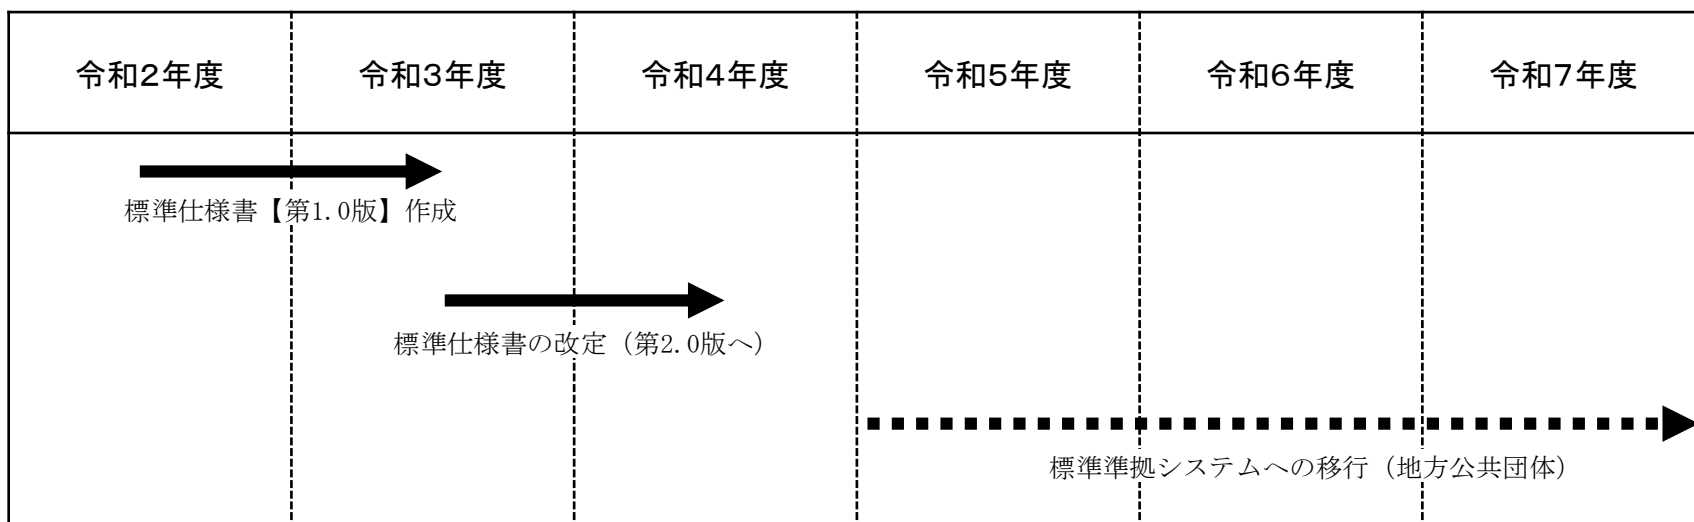 令和2年度 令和3年度 令和4年度 令和5年度 令和6年度 令和7年度
標準仕様書【第1.0版】作成
標準仕様書の改定（第2.0版へ）
標準準拠システムへの移行（地方公共団体）